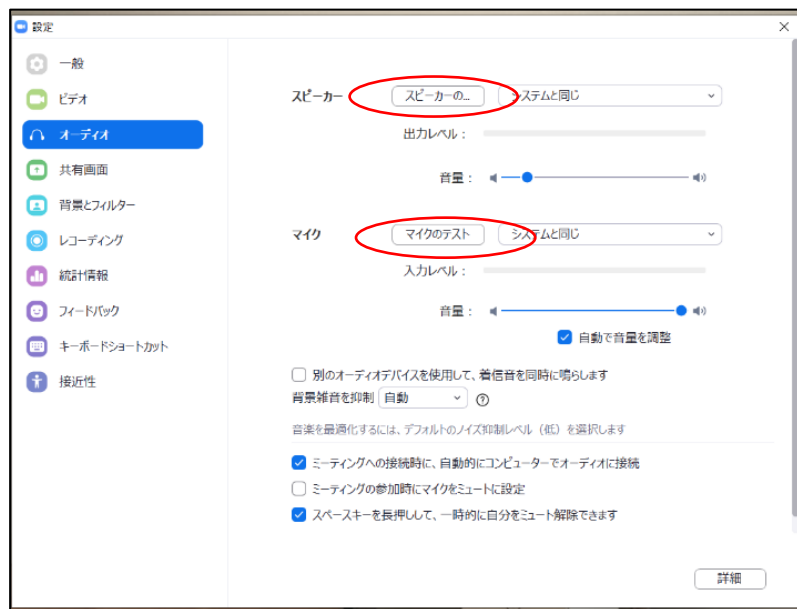 設定
一般
ビデオ
オーディオ
共有画面
背景とフィルター
レコーディング
統計情報
フィードバック
キーボードショートカット
接近性
スピーカー スピーカーの... システムと同じ
出力レベル：
音量：
マイク マイクのテスト システムと同じ
入力レベル：
音量：
自動で音量を調整
別のオーディオデバイスを使用して、着信音を同時に鳴らします
背景雑音を抑制 自動
音楽を最適化するには、デフォルトのノイズ抑制レベル（低）を選択します
ミーティングへの接続時に、自動的にコンピューターでオーディオに接続
ミーティングの参加時にマイクをミュートに設定
スペースキーを長押しして、一時的に自分をミュート解除できます
詳細